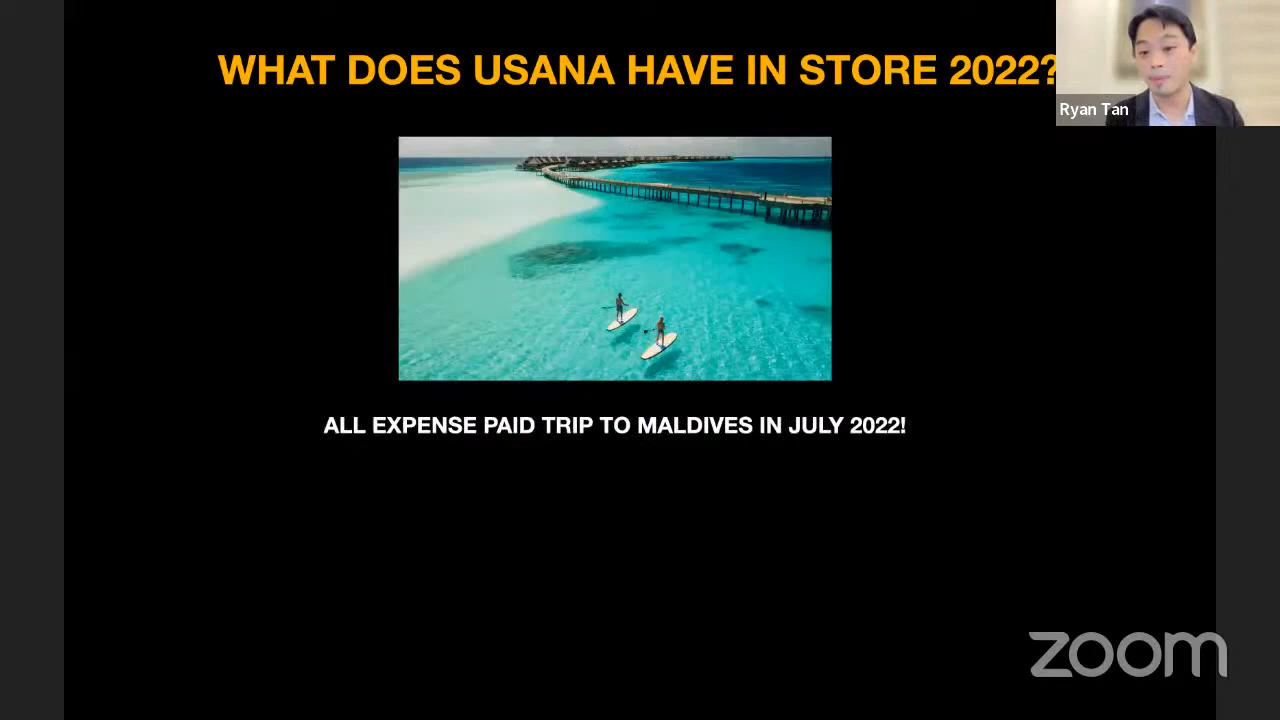 WHAT DOES USANA HAVE IN STORE 2022?
Ryan Tan
ALL EXPENSE PAID TRIP TO MALDIVES IN JULY 2022!
zoom